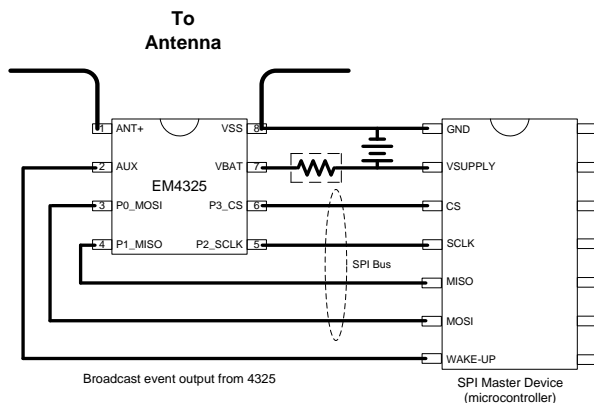 To
Antenna
1 ANT+ VSS 8 GND
2 AUX VBAT 7 VSUPPLY
EM4325
3 P0_MOSI P3_CS 6 CS
4 P1_MISO P2_SCLK 5 SCLK
SPI Bus
MISO
MOSI
WAKE-UP
Broadcast event output from 4325
SPI Master Device
(microcontroller)